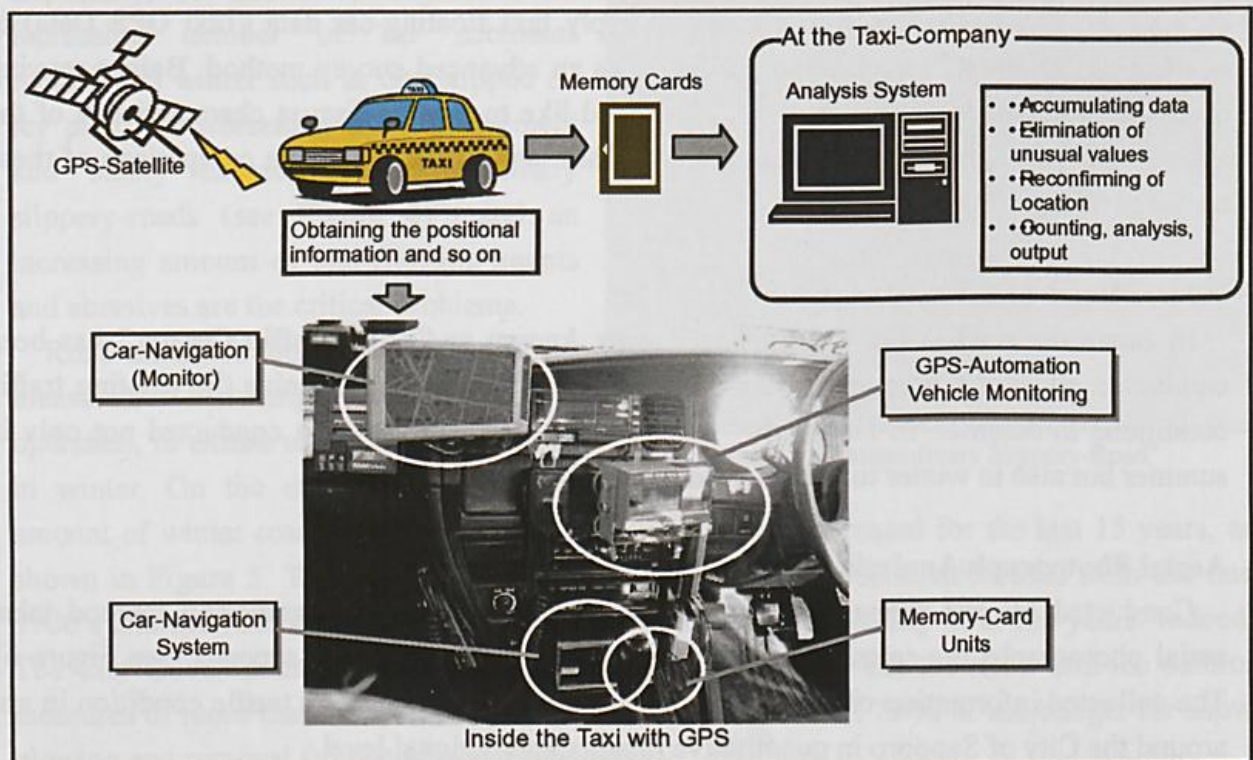 At the Taxi-Company
Memory Cards
Analysis System
GPS-Satellite
TAXI
• •Accumulating data
• •Elimination of
unusual values
• •Reconfirming of
Location
• •Counting, analysis,
output
Obtaining the positional
information and so on
Car-Navigation
(Monitor)
GPS-Automation
Vehicle Monitoring
Car-Navigation
System
Memory-Card
Units
Inside the Taxi with GPS